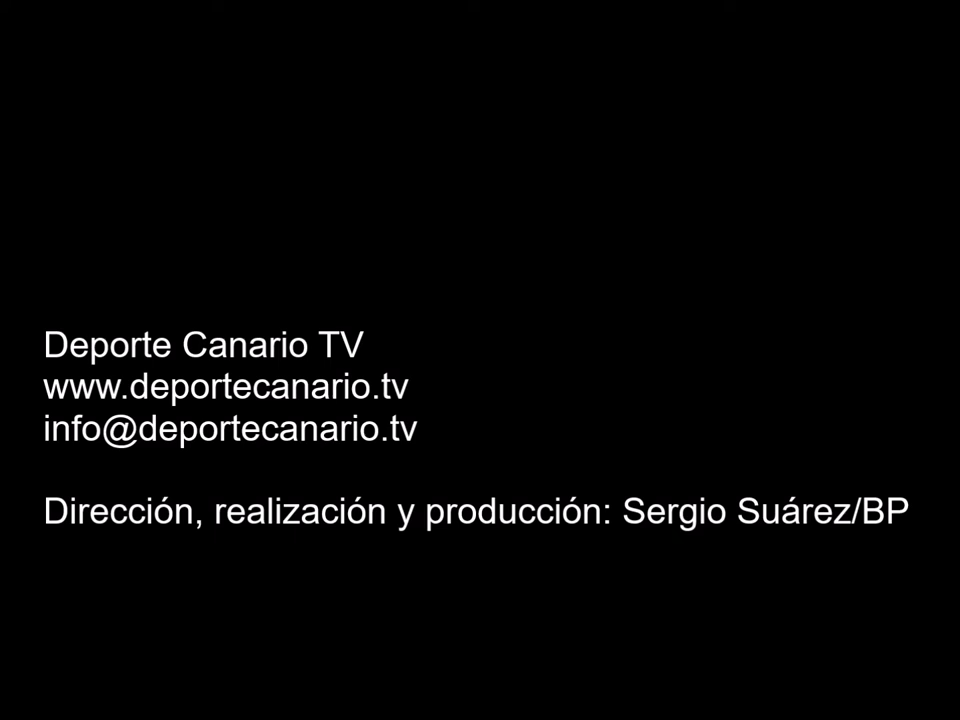 Deporte Canario TV
www.deportecanario.tv
info@deportecanario.tv
Dirección, realización y producción: Sergio Suárez/BP